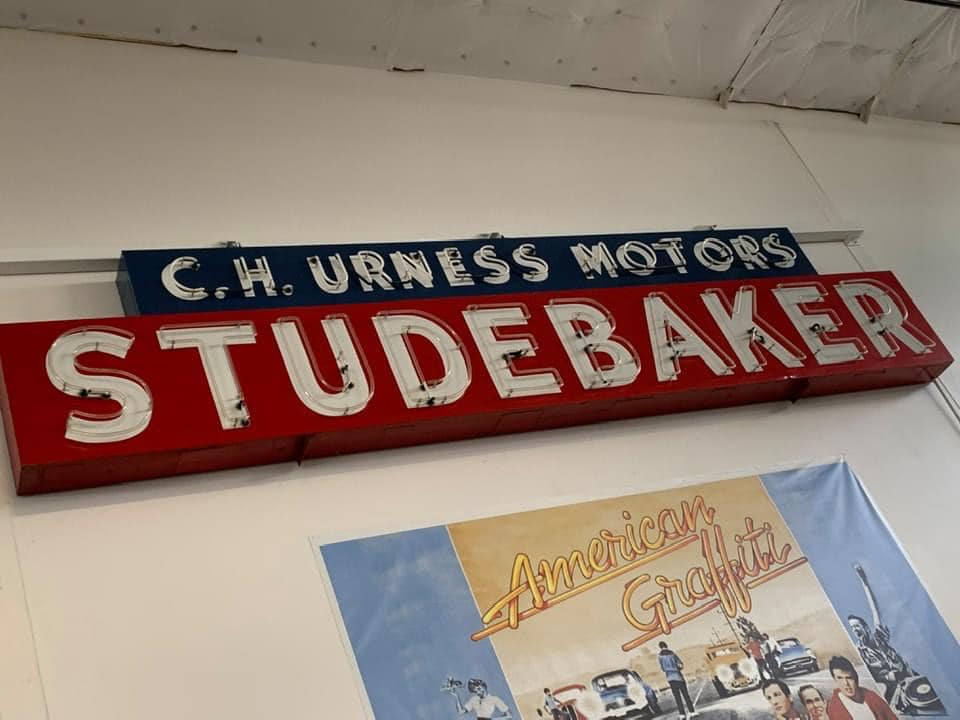 C.H. URNESS MOTORS
STUDEBAKER
American
Graffiti